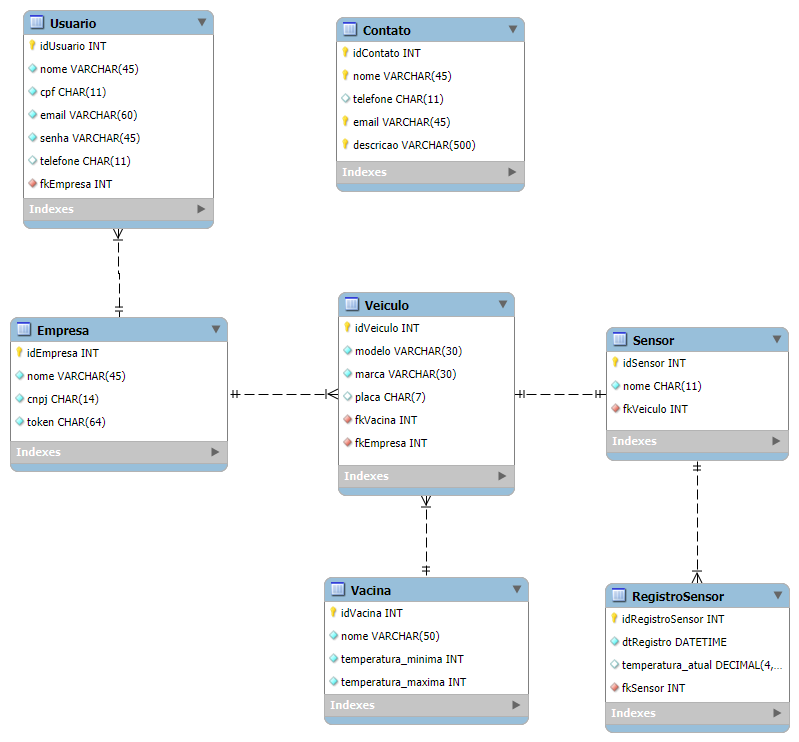 Usuario
idUsuario INT
nome VARCHAR(45)
cpf CHAR(11)
email VARCHAR(60)
senha VARCHAR(45)
telefone CHAR(11)
fkEmpresa INT
Indexes
Contato
idContato INT
nome VARCHAR(45)
telefone CHAR(11)
email VARCHAR(45)
descricao VARCHAR(500)
Indexes
Empresa
idEmpresa INT
nome VARCHAR(45)
cnpj CHAR(14)
token CHAR(64)
Indexes
Veiculo
idVeiculo INT
modelo VARCHAR(30)
marca VARCHAR(30)
placa CHAR(7)
fkVacina INT
fkEmpresa INT
Indexes
Sensor
idSensor INT
nome CHAR(11)
fkVeiculo INT
Indexes
Vacina
idVacina INT
nome VARCHAR(50)
temperatura_minima INT
temperatura_maxima INT
Indexes
RegistroSensor
idRegistroSensor INT
dtRegistro DATETIME
temperatura_atual DECIMAL(4,...
fkSensor INT
Indexes